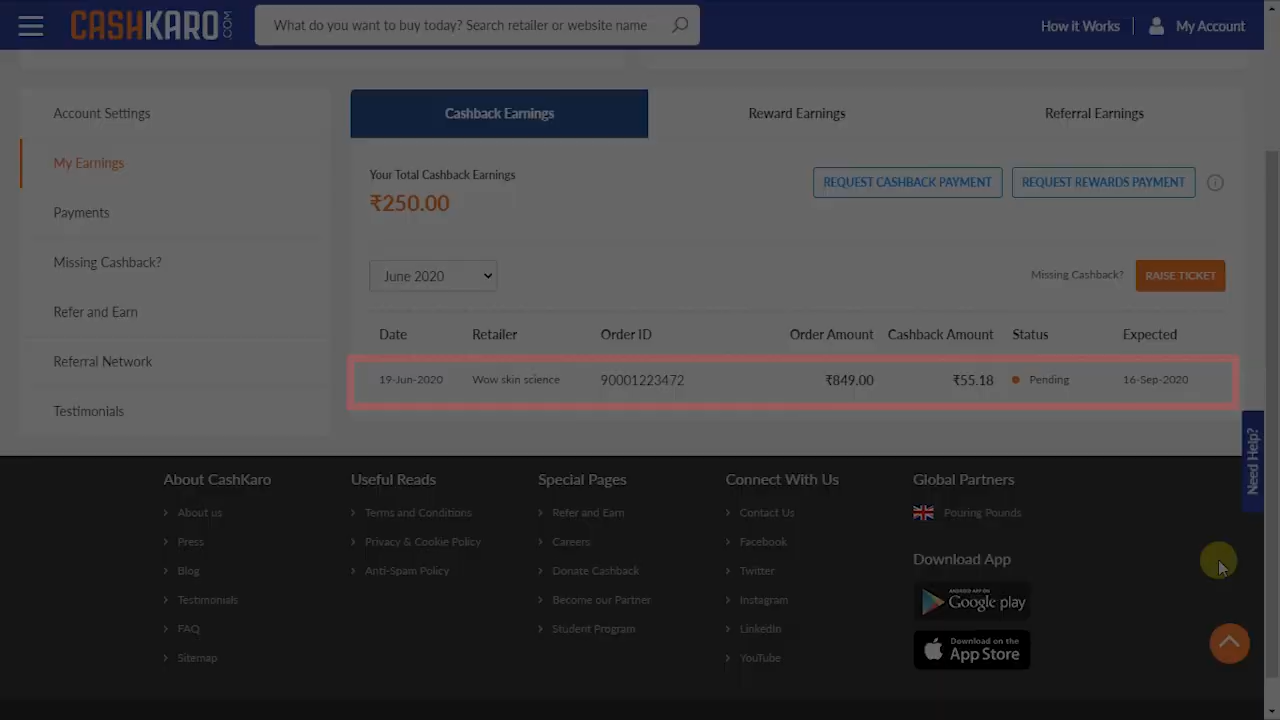 CASHKARO.COM
What do you want to buy today? Search retailer or website name
How it Works
My Account
Account Settings
My Earnings
Payments
Missing Cashback?
Refer and Earn
Referral Network
Testimonials
Cashback Earnings
Reward Earnings
Referral Earnings
Your Total Cashback Earnings
₹250.00
REQUEST CASHBACK PAYMENT
REQUEST REWARDS PAYMENT
June 2020
Missing Cashback?
RAISE TICKET
Date Retailer Order ID Order Amount Cashback Amount Status Expected
19-Jun-2020 Wow skin science 90001223472 ₹849.00 ₹55.18 Pending 16-Sep-2020
Need Help?
About CashKaro
About us
Press
Blog
Testimonials
FAQ
Sitemap
Useful Reads
Terms and Conditions
Privacy & Cookie Policy
Anti-Spam Policy
Special Pages
Refer and Earn
Careers
Donate Cashback
Become our Partner
Student Program
Connect With Us
Contact Us
Facebook
Twitter
Instagram
LinkedIn
YouTube
Global Partners
Pouring Pounds
Download App
ANDROID APP ON
Google play
Download on the
App Store